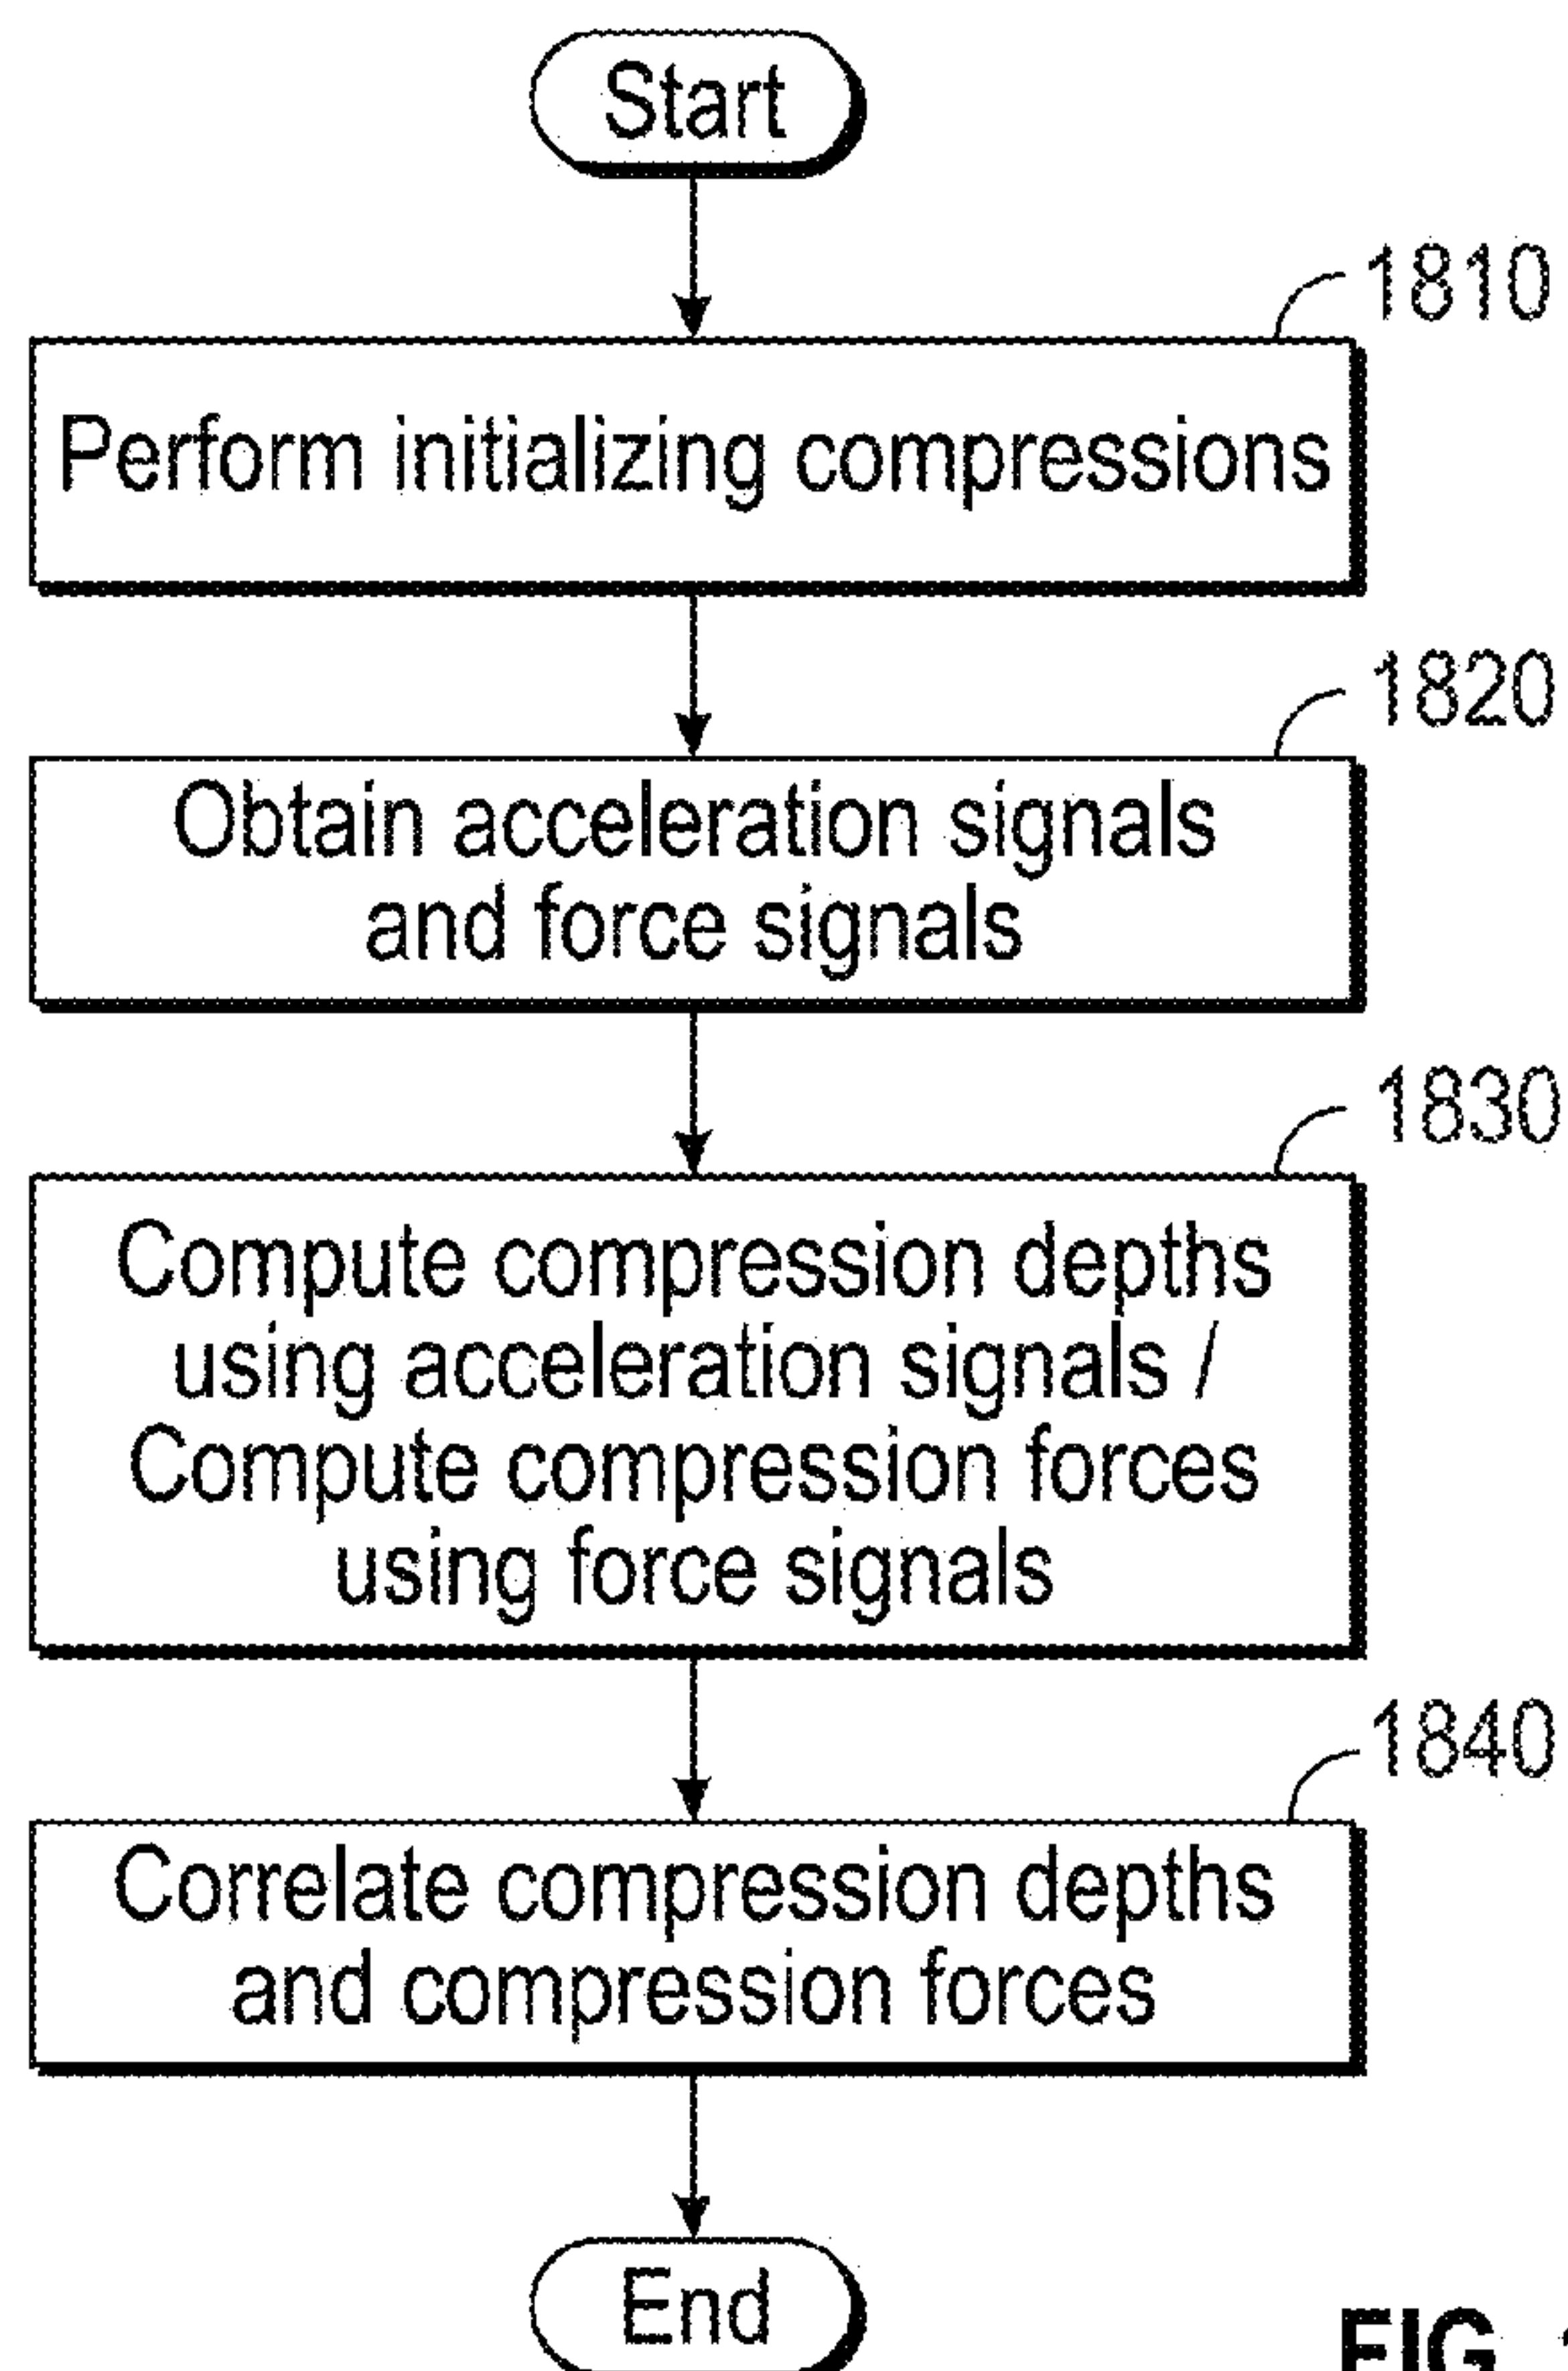 Start
1810
Perform initializing compressions
1820
Obtain acceleration signals
and force signals
1830
Compute compression depths
using acceleration signals /
Compute compression forces
using force signals
1840
Correlate compression depths
and compression forces
End
FIG.